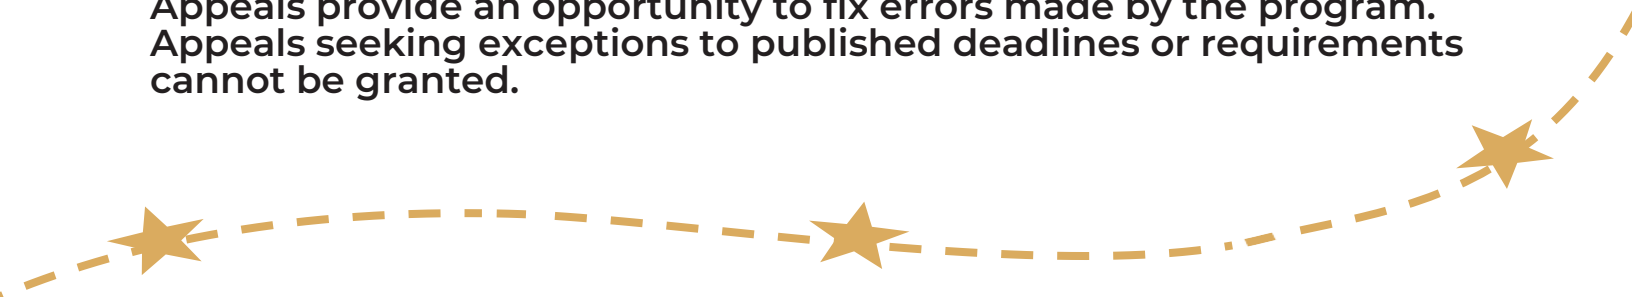 Appeals provide an opportunity to fix errors made by the program.
Appeals seeking exceptions to published deadlines or requirements
cannot be granted.